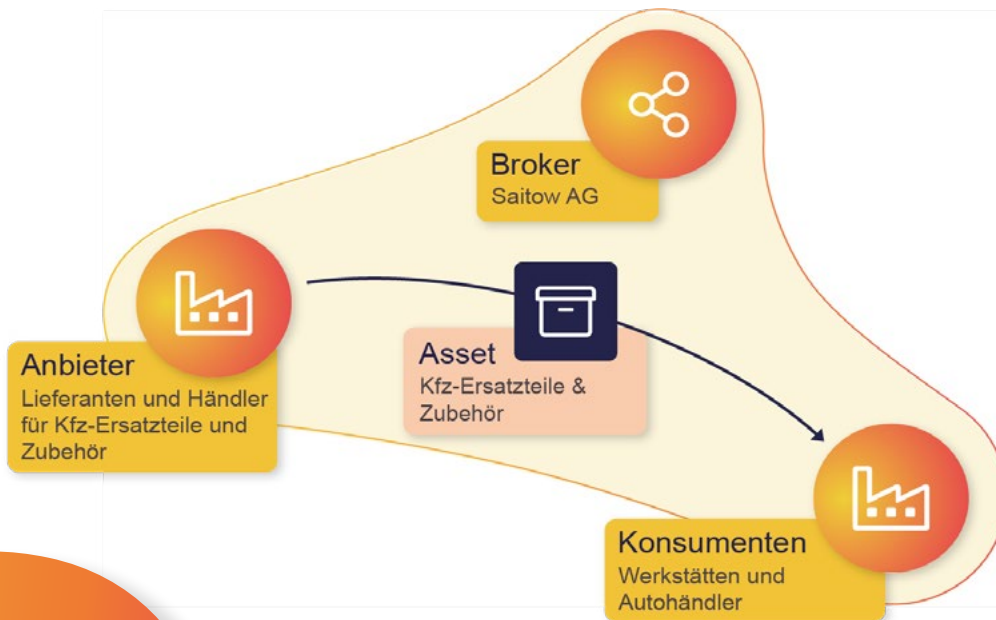 Broker
Saitow AG
Anbieter
Lieferanten und Händler
für Kfz-Ersatzteile und
Zubehör
Asset
Kfz-Ersatzteile &
Zubehör
Konsumenten
Werkstätten und
Autohändler